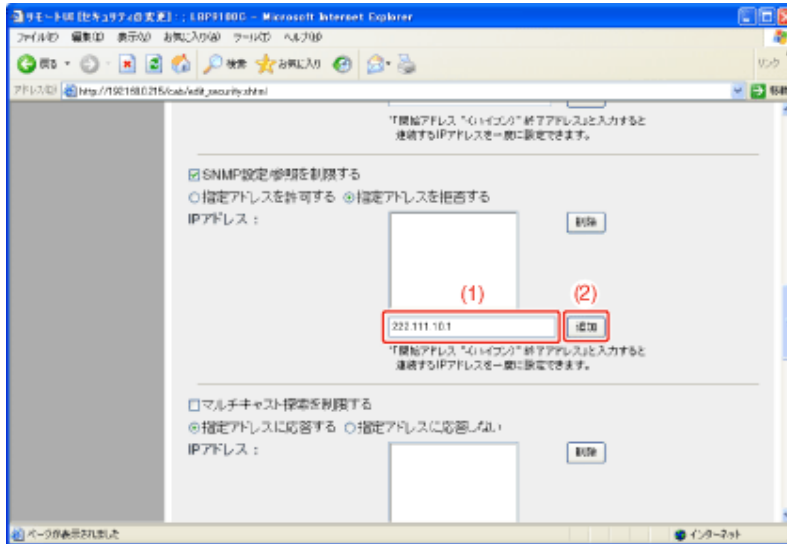 リモートUI [セキュリティの変更] : ; LBP9100C - Microsoft Internet Explorer
ファイル(F) 編集(E) 表示(V) お気に入り(A) ツール(T) ヘルプ(H)
戻る 検索 お気に入り リンク
アドレス(D) http://192.168.0.215/cab/edit_security.shtml 移動
"「開始アドレス "-(ハイフン)" 終了アドレス」と入力すると
連続するIPアドレスを一度に設定できます。
SNMP設定/参照を制限する
指定アドレスを許可する 指定アドレスを拒否する
IPアドレス : 削除
(1) (2)
222.111.10.1 追加
"「開始アドレス "-(ハイフン)" 終了アドレス」と入力すると
連続するIPアドレスを一度に設定できます。
マルチキャスト探索を制限する
指定アドレスに応答する 指定アドレスに応答しない
IPアドレス : 削除
ページが表示されました インターネット